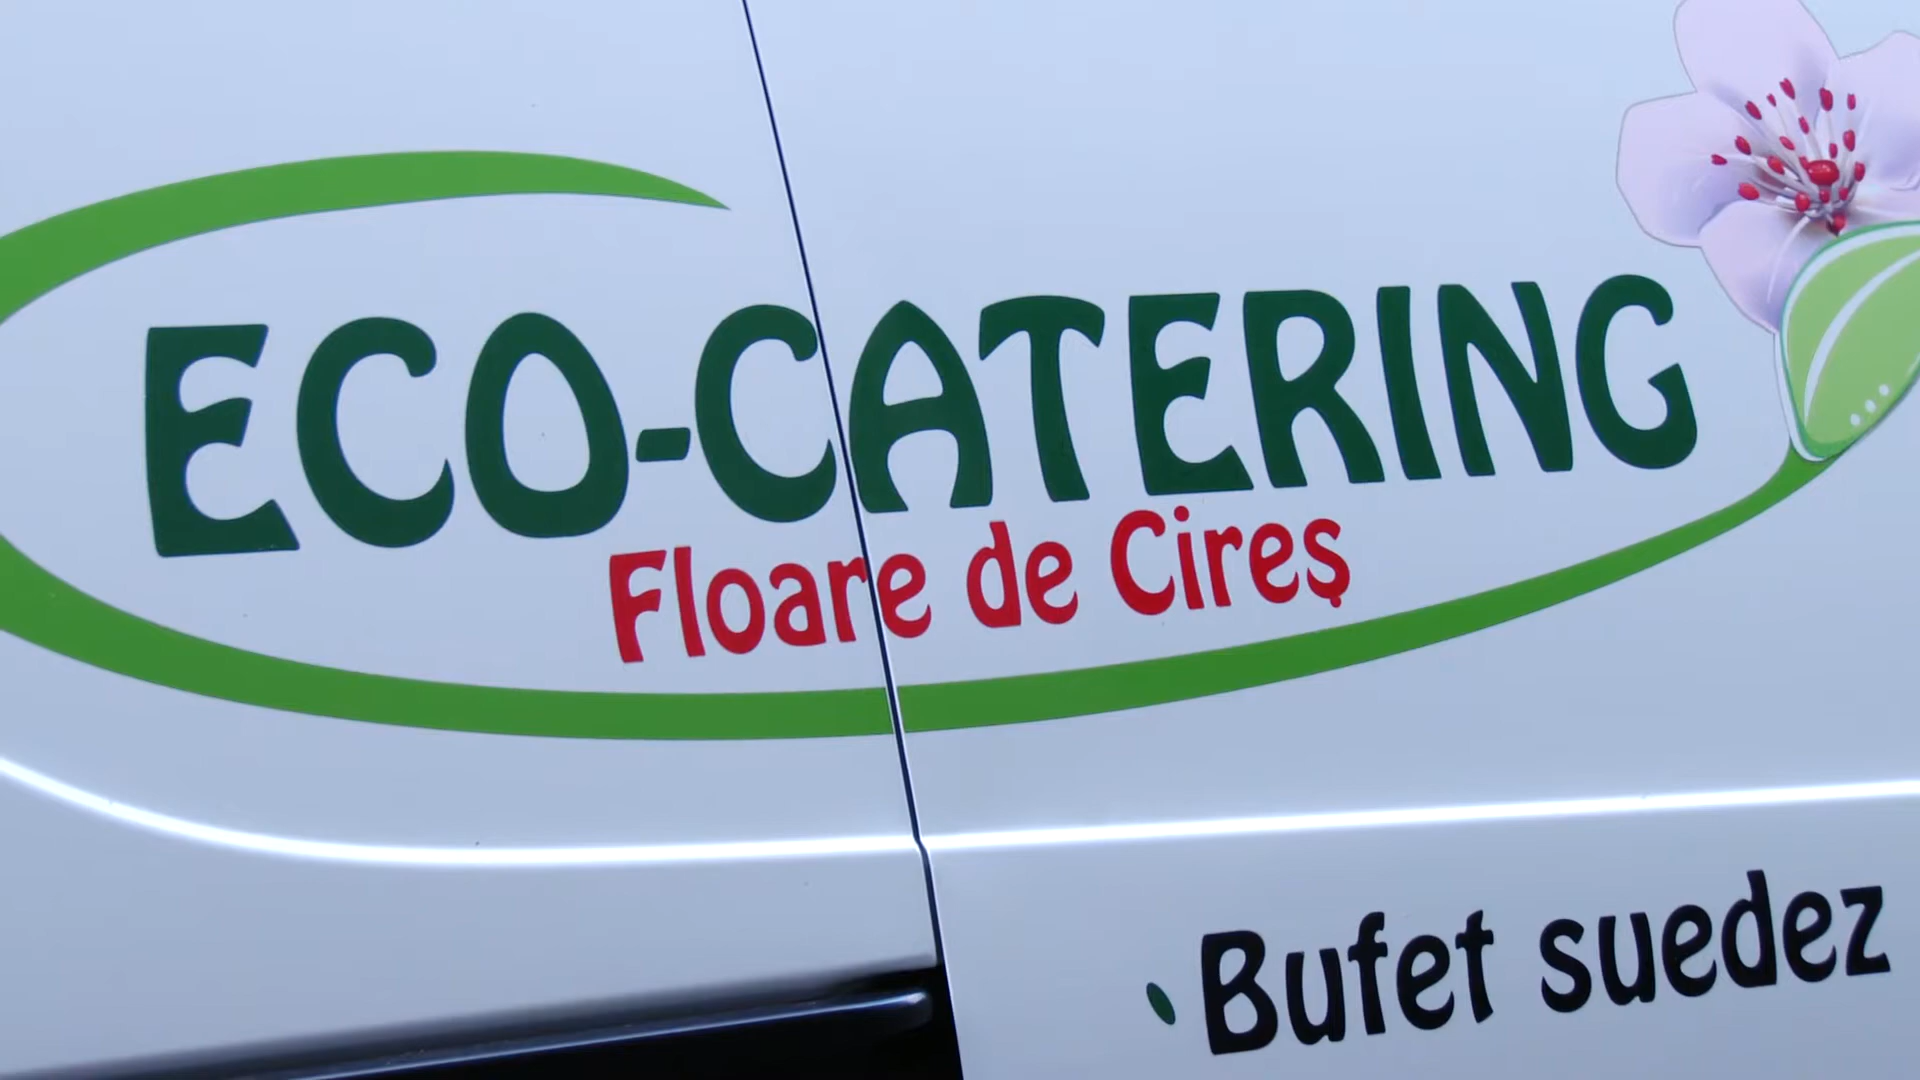 ECO-CATERING
Floare de Cireș
• Bufet suedez